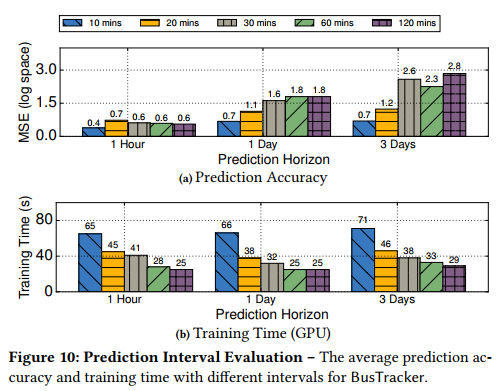 10 mins 20 mins 30 mins 60 mins 120 mins
MSE (log space)
3.0
1.5
0.0
0.4 0.7 0.6 0.6 0.6
0.7 1.1 1.6 1.8 1.8
0.7 1.2 2.6 2.3 2.8
1 Hour 1 Day 3 Days
Prediction Horizon
(a) Prediction Accuracy
Training Time (s)
80
40
0
65 45 41 28 25
66 38 32 25 25
71 46 38 33 29
1 Hour 1 Day 3 Days
Prediction Horizon
(b) Training Time (GPU)
Figure 10: Prediction Interval Evaluation – The average prediction ac-
curacy and training time with different intervals for BusTracker.